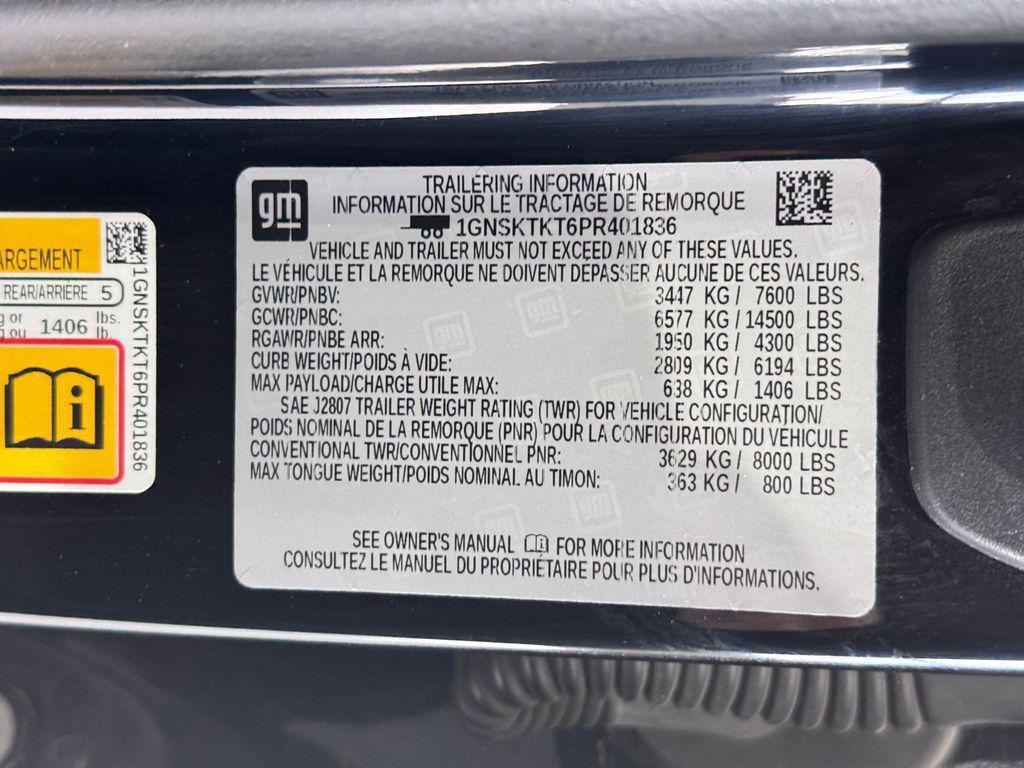 gm
TRAILERING INFORMATION
INFORMATION SUR LE TRACTAGE DE REMORQUE
1GNSKTKT6PR401836
VEHICLE AND TRAILER MUST NOT EXCEED ANY OF THESE VALUES.
LE VÉHICULE ET LA REMORQUE NE DOIVENT DÉPASSER AUCUNE DE CES VALEURS.
GVWR/PNBV: 3447 KG / 7600 LBS
GCWR/PNBC: 6577 KG / 14500 LBS
RGAWR/PNBE ARR: 1950 KG / 4300 LBS
CURB WEIGHT/POIDS À VIDE: 2809 KG / 6194 LBS
MAX PAYLOAD/CHARGE UTILE MAX: 638 KG / 1406 LBS
SAE J2807 TRAILER WEIGHT RATING (TWR) FOR VEHICLE CONFIGURATION/
POIDS NOMINAL DE LA REMORQUE (PNR) POUR LA CONFIGURATION DU VEHICULE
CONVENTIONAL TWR/CONVENTIONNEL PNR: 3629 KG / 8000 LBS
MAX TONGUE WEIGHT/POIDS NOMINAL AU TIMON: 363 KG / 800 LBS
SEE OWNER'S MANUAL FOR MORE INFORMATION
CONSULTEZ LE MANUEL DU PROPRIÉTAIRE POUR PLUS D'INFORMATIONS.
ARGEMENT
REAR/ARRIÈRE 5
g or 1406 lbs.
g ou lb.
1GNSKTKT6PR401836